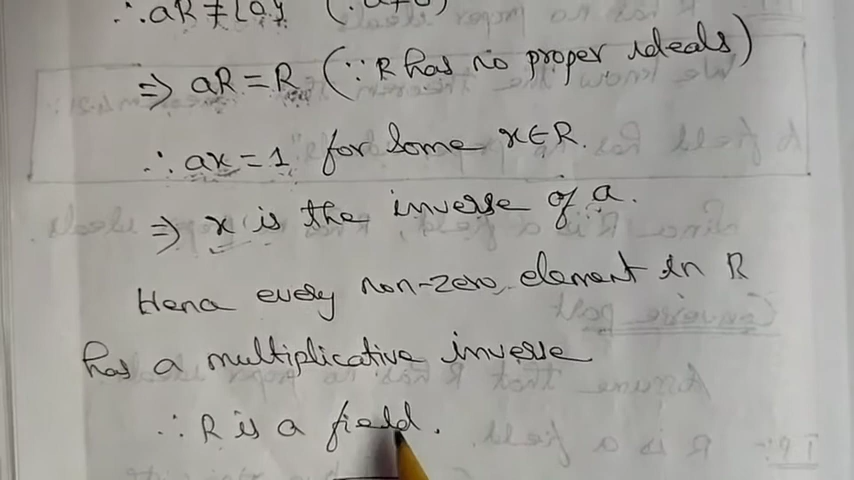 ∴ aR ≠ {0} (∵ a≠0)
⇒ aR = R (∵ R has no proper ideals)
∴ ax = 1 for some x∈R.
⇒ x is the inverse of a.
Hence every non-zero element in R
has a multiplicative inverse
∴ R is a field.